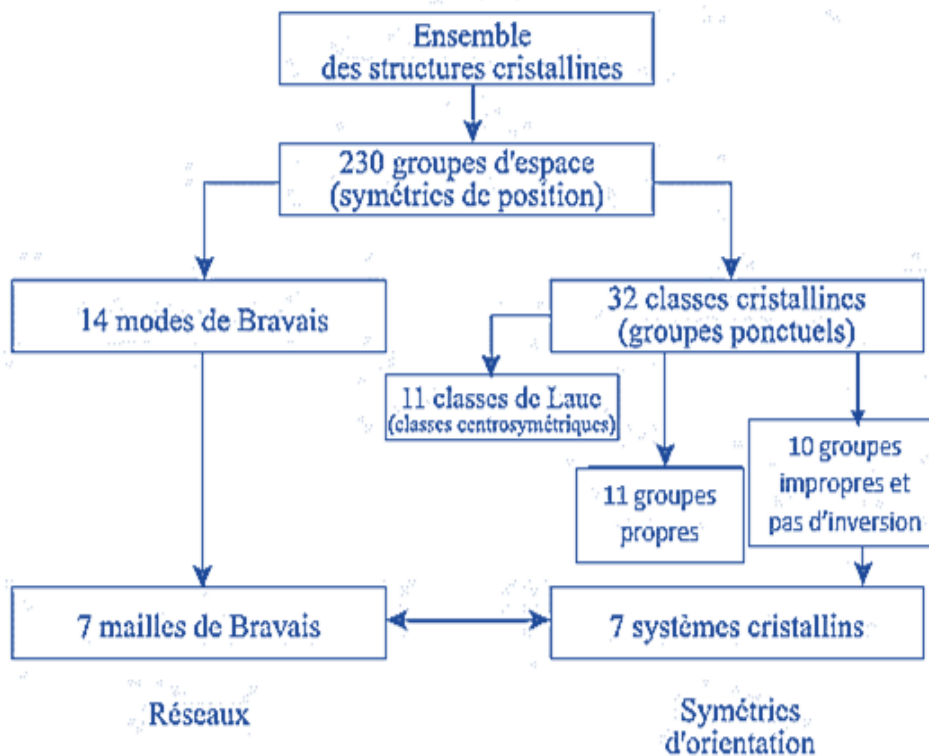 Ensemble
des structures cristallines
230 groupes d'espace
(symétries de position)
14 modes de Bravais
32 classes cristallines
(groupes ponctuels)
11 classes de Laue
(classes centrosymétriques)
10 groupes
impropres et
pas d'inversion
11 groupes
propres
7 mailles de Bravais
7 systèmes cristallins
Réseaux
Symétries
d'orientation